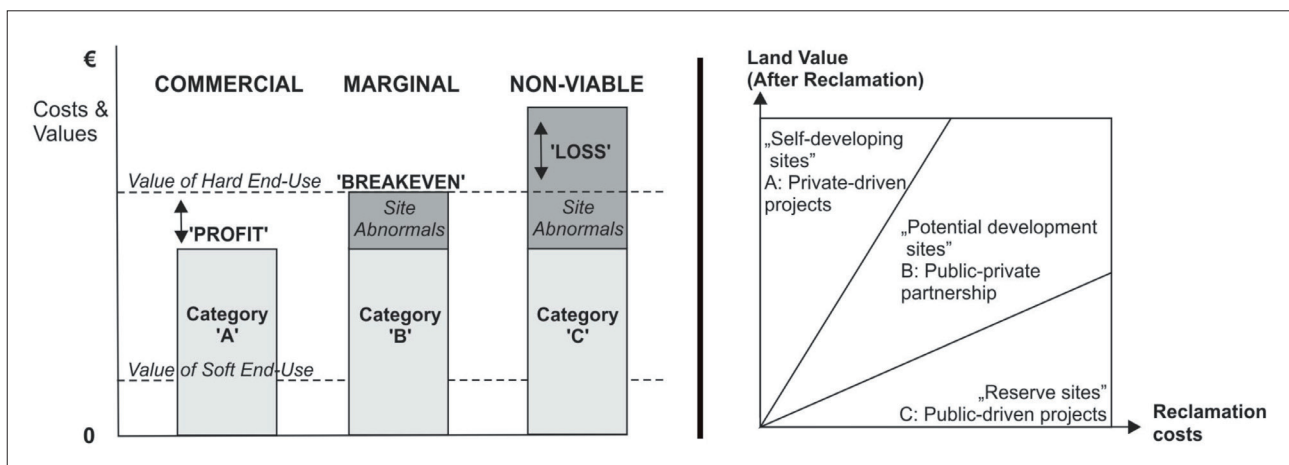 €
Costs &
Values
0
COMMERCIAL
MARGINAL
NON-VIABLE
Value of Hard End-Use
'PROFIT'
'BREAKEVEN'
'LOSS'
Site
Abnormals
Site
Abnormals
Category
'A'
Category
'B'
Category
'C'
Value of Soft End-Use
Land Value
(After Reclamation)
„Self-developing
sites”
A: Private-driven
projects
„Potential development
sites”
B: Public-private
partnership
„Reserve sites”
C: Public-driven projects
Reclamation
costs